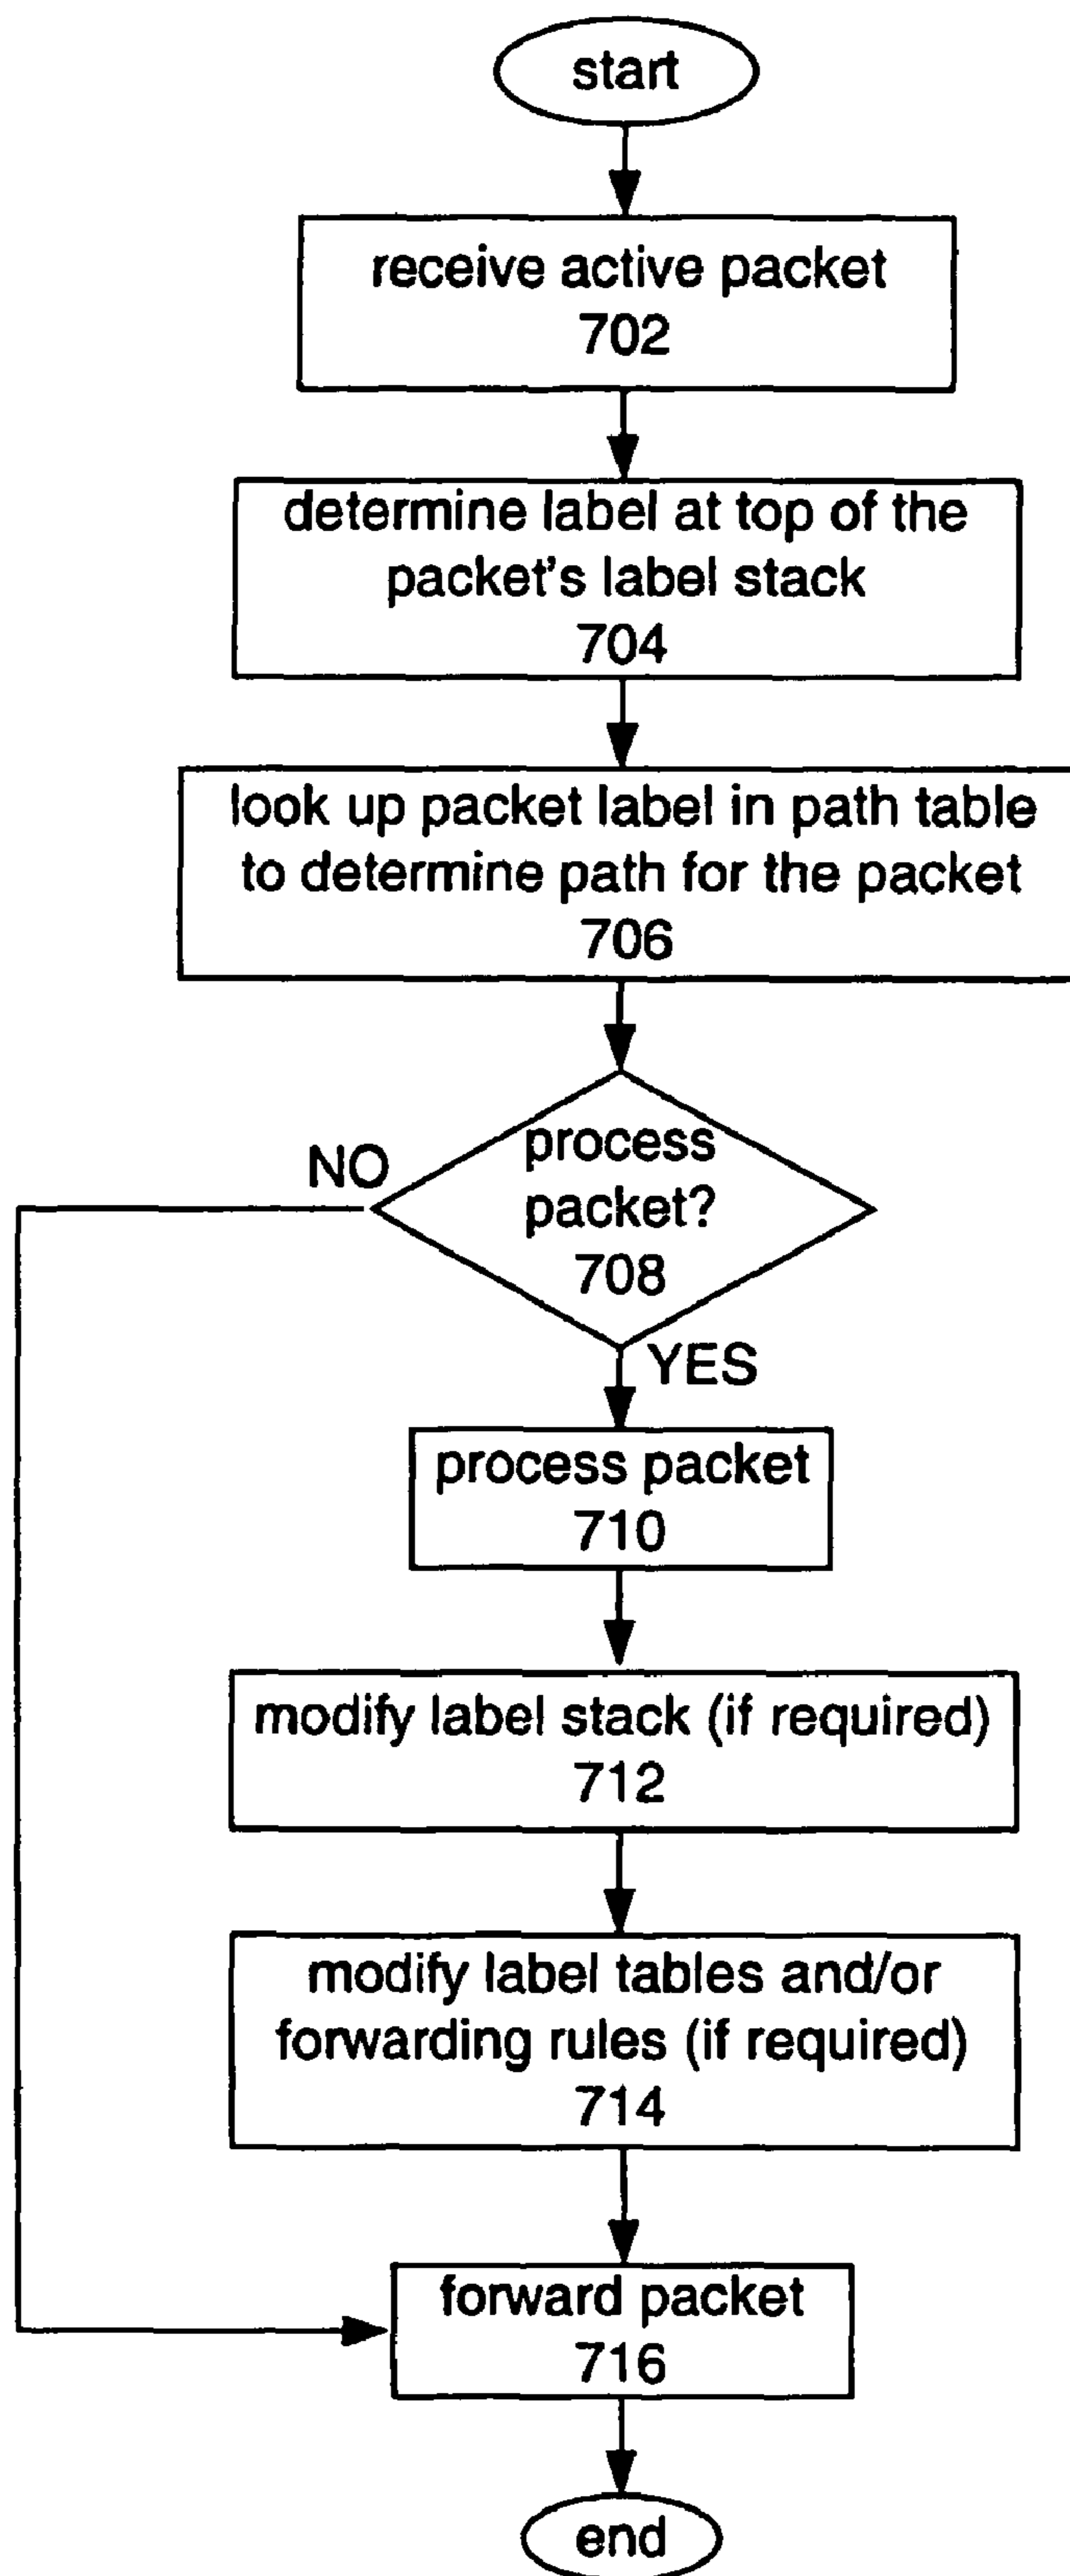 start
receive active packet
702
determine label at top of the
packet's label stack
704
look up packet label in path table
to determine path for the packet
706
process
packet?
708
NO
YES
process packet
710
modify label stack (if required)
712
modify label tables and/or
forwarding rules (if required)
714
forward packet
716
end